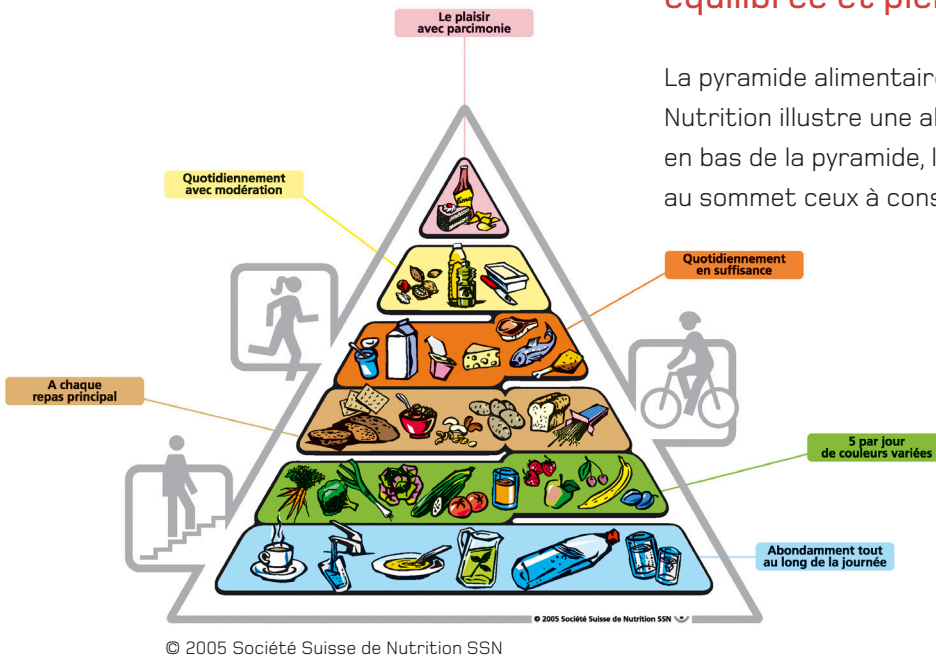 équilibrée et
La pyramide alimentaire
Nutrition illustre une
en bas de la pyramide,
au sommet ceux à
Le plaisir
avec parcimonie
Quotidiennement
avec modération
Quotidiennement
en suffisance
A chaque
repas principal
5 par jour
de couleurs variées
Abondamment tout
au long de la journée
© 2005 Société Suisse de Nutrition SSN
© 2005 Société Suisse de Nutrition SSN